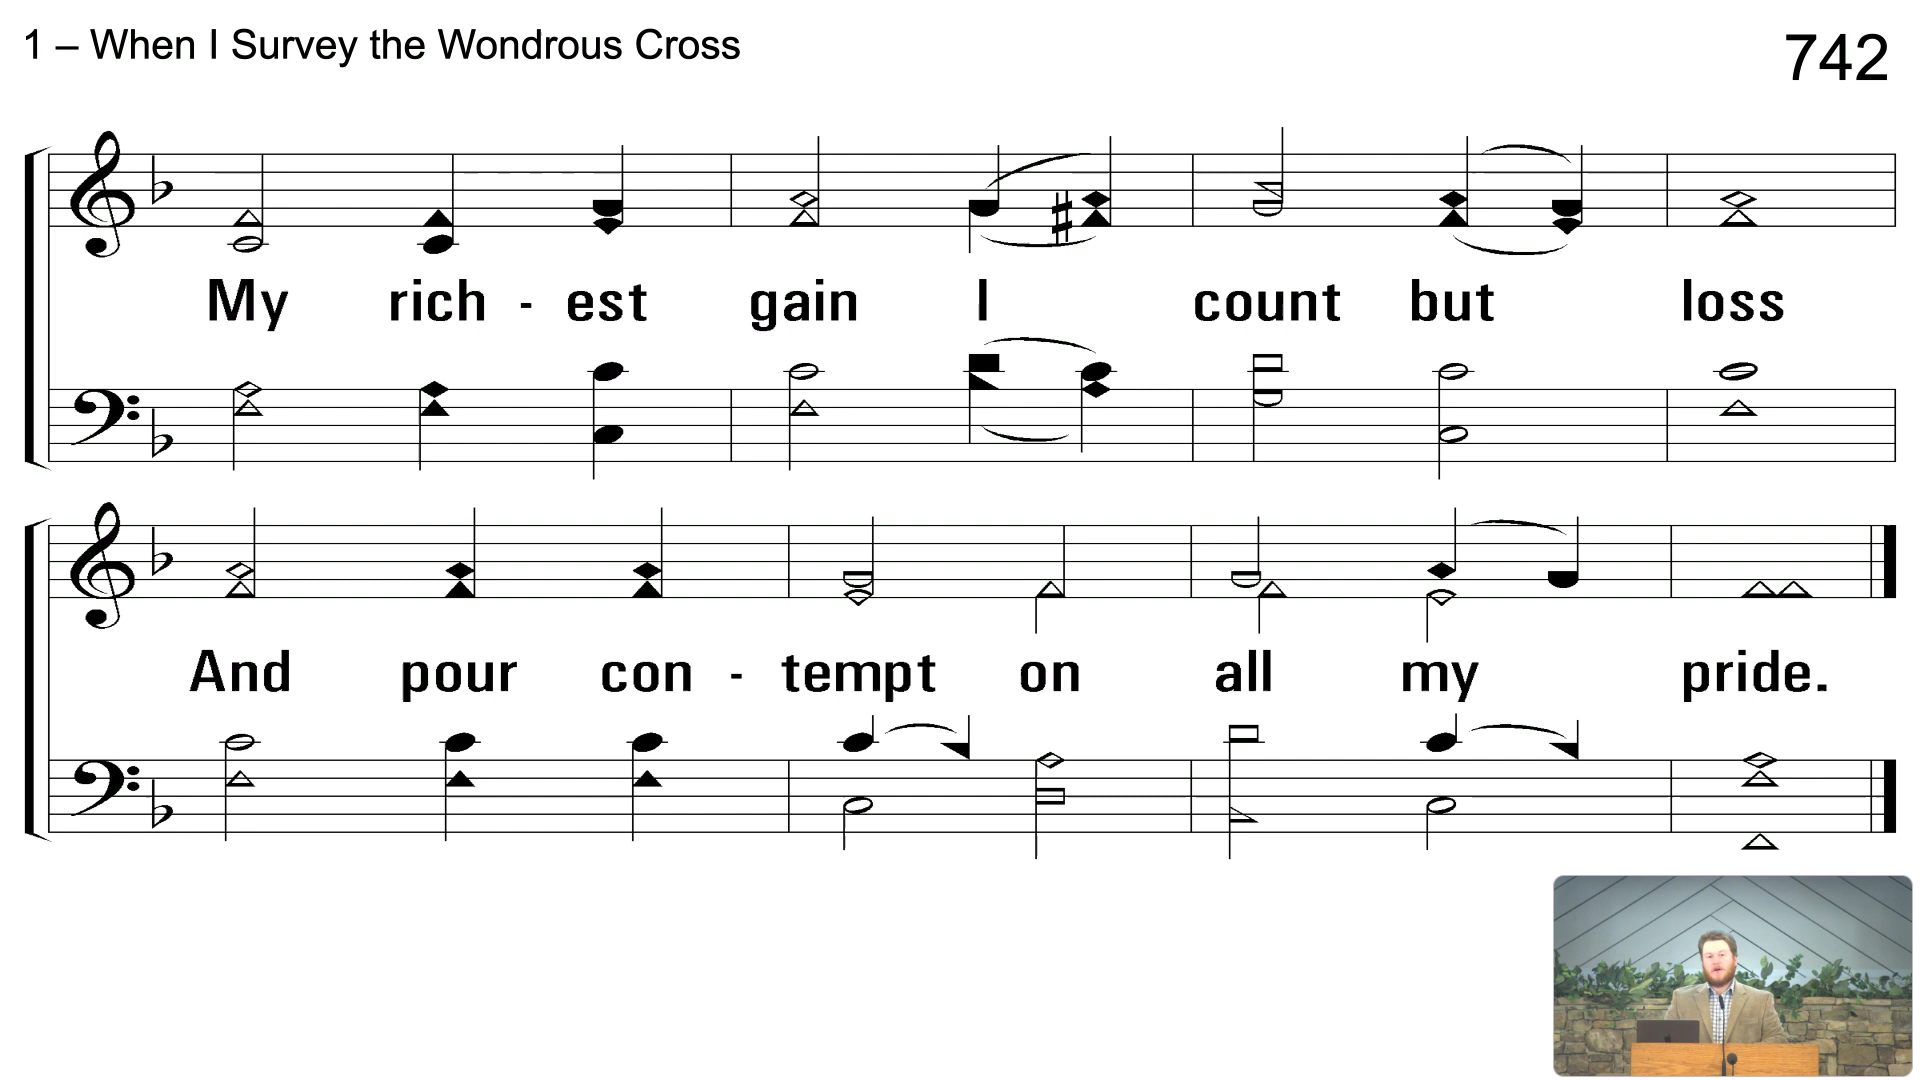 1 – When I Survey the Wondrous Cross
742
My rich - est gain I count but loss
And pour con - tempt on all my pride.